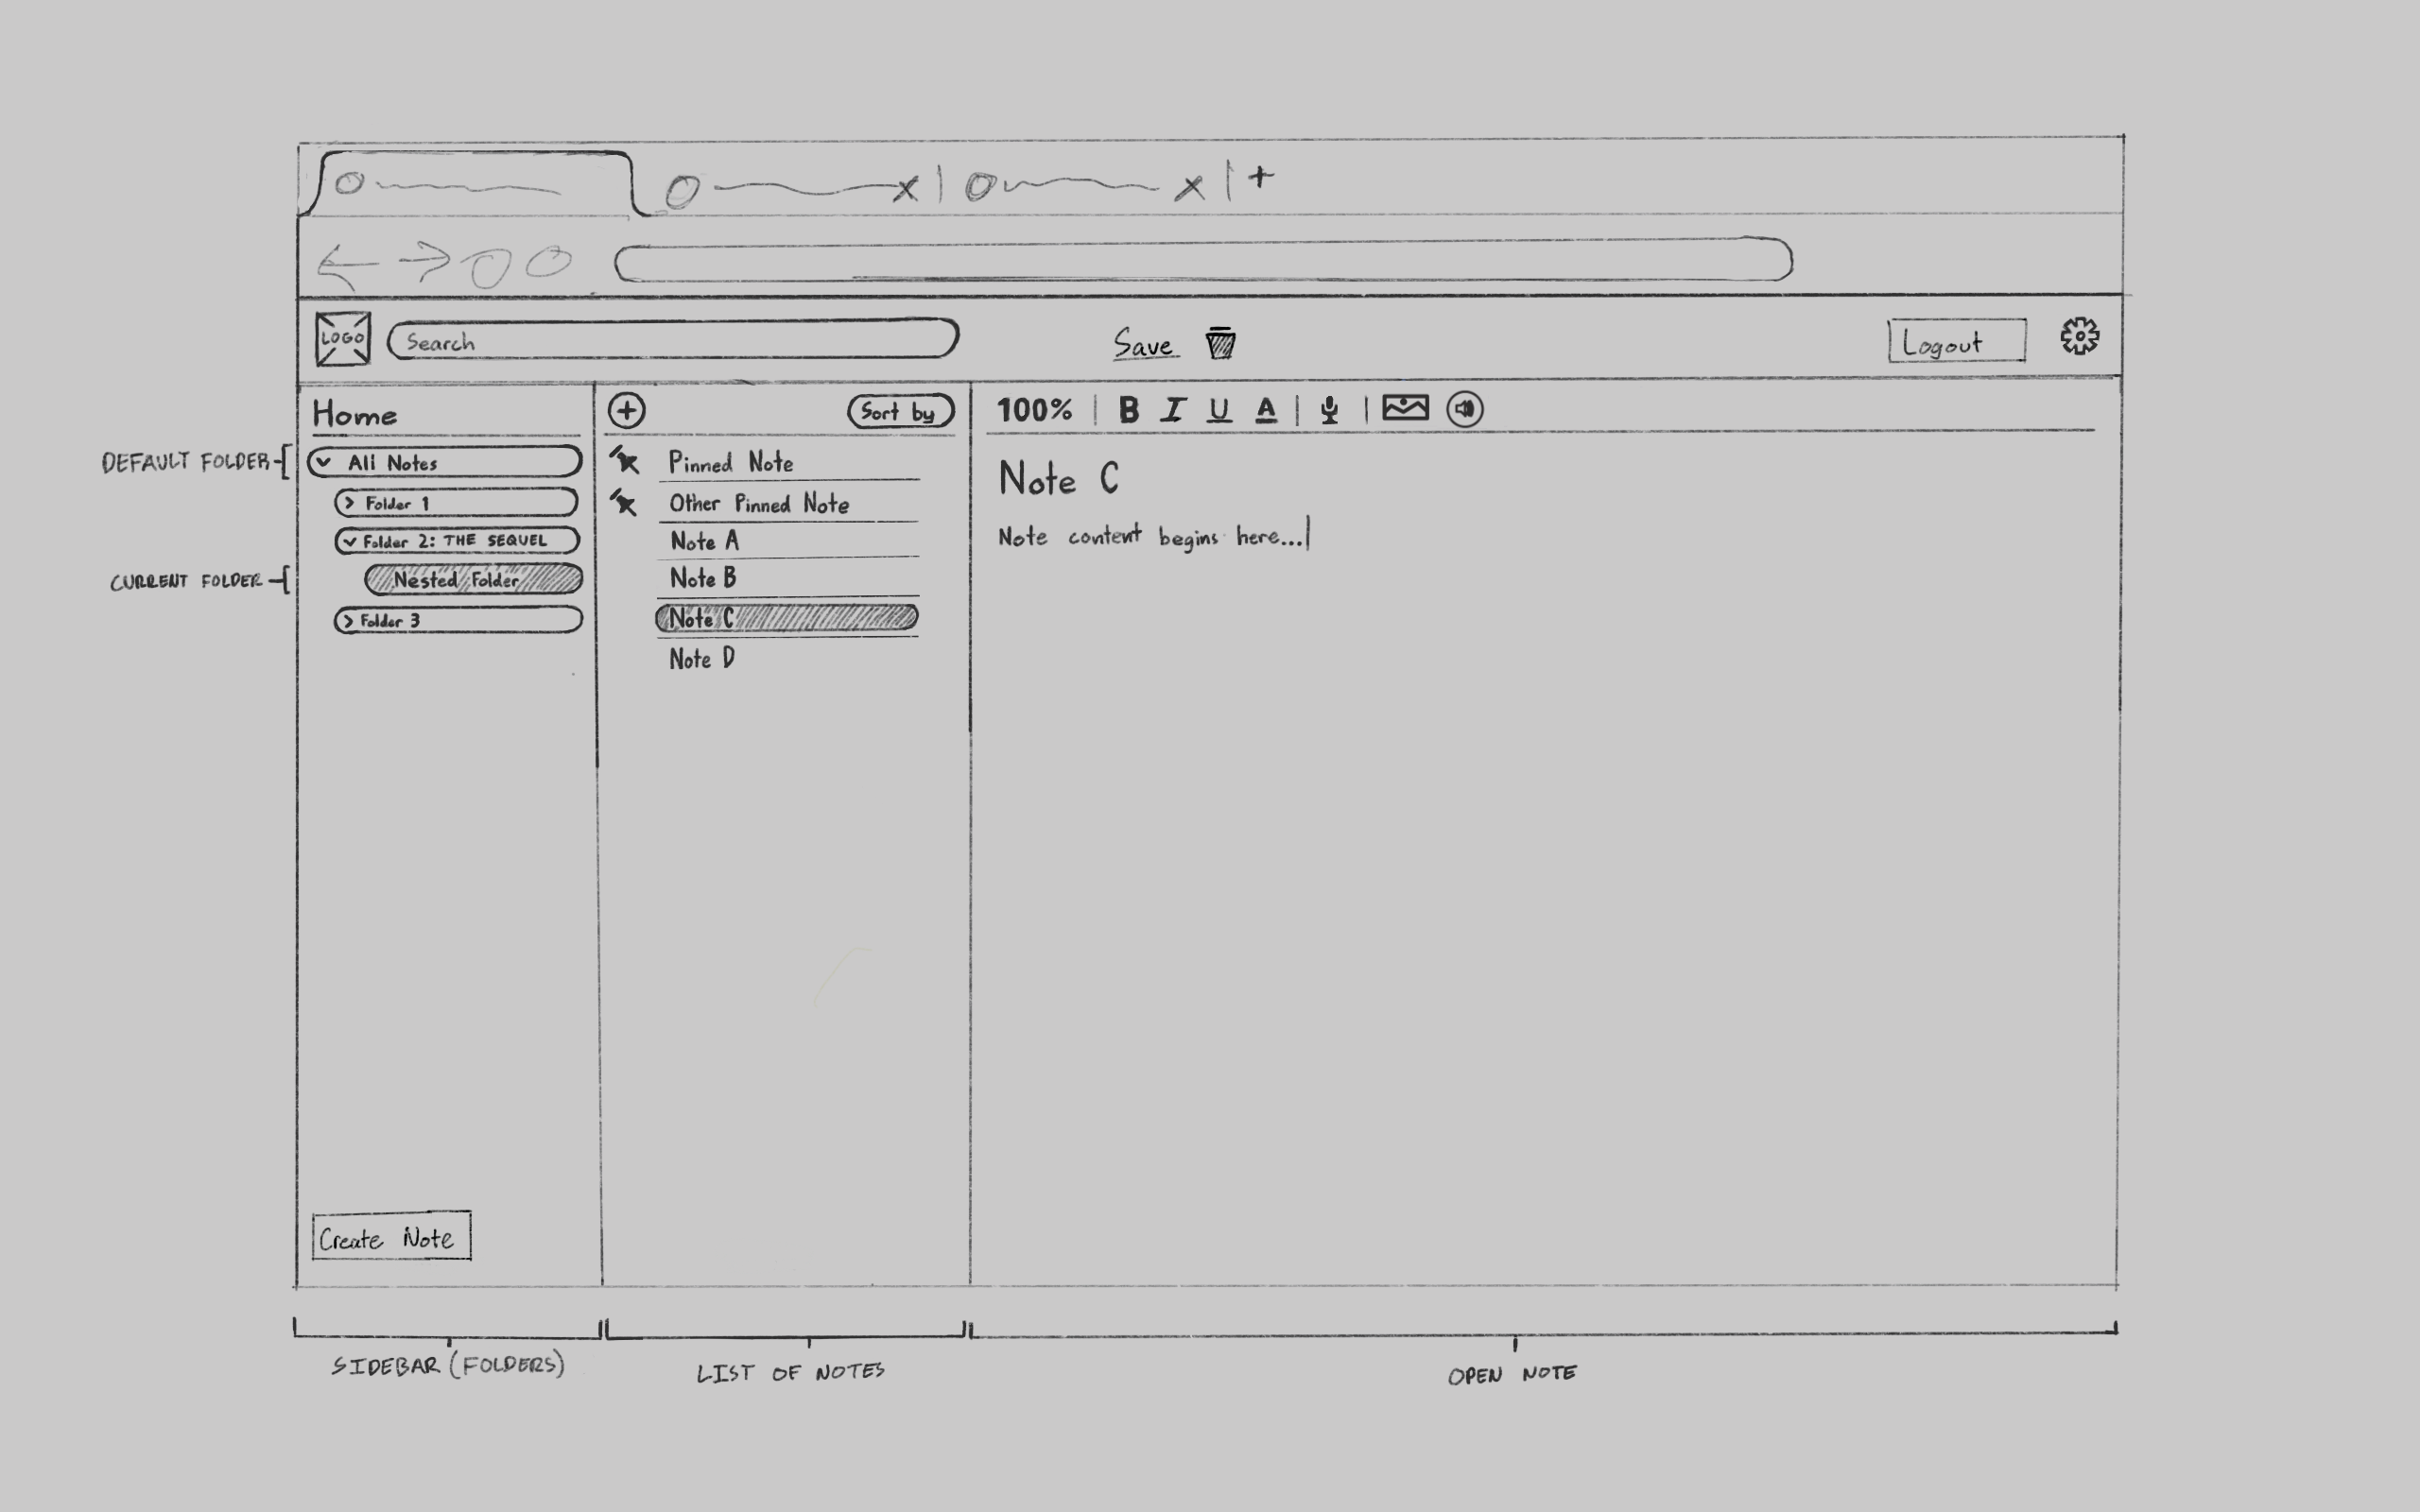 LOGO
Search
Save
Logout
Home
Sort by
100% | B I U A
DEFAULT FOLDER
All Notes
Folder 1
Folder 2: THE SEQUEL
CURRENT FOLDER
Nested Folder
Folder 3
Pinned Note
Other Pinned Note
Note A
Note B
Note C
Note D
Note C
Note content begins here...
Create Note
SIDEBAR (FOLDERS)
LIST OF NOTES
OPEN NOTE